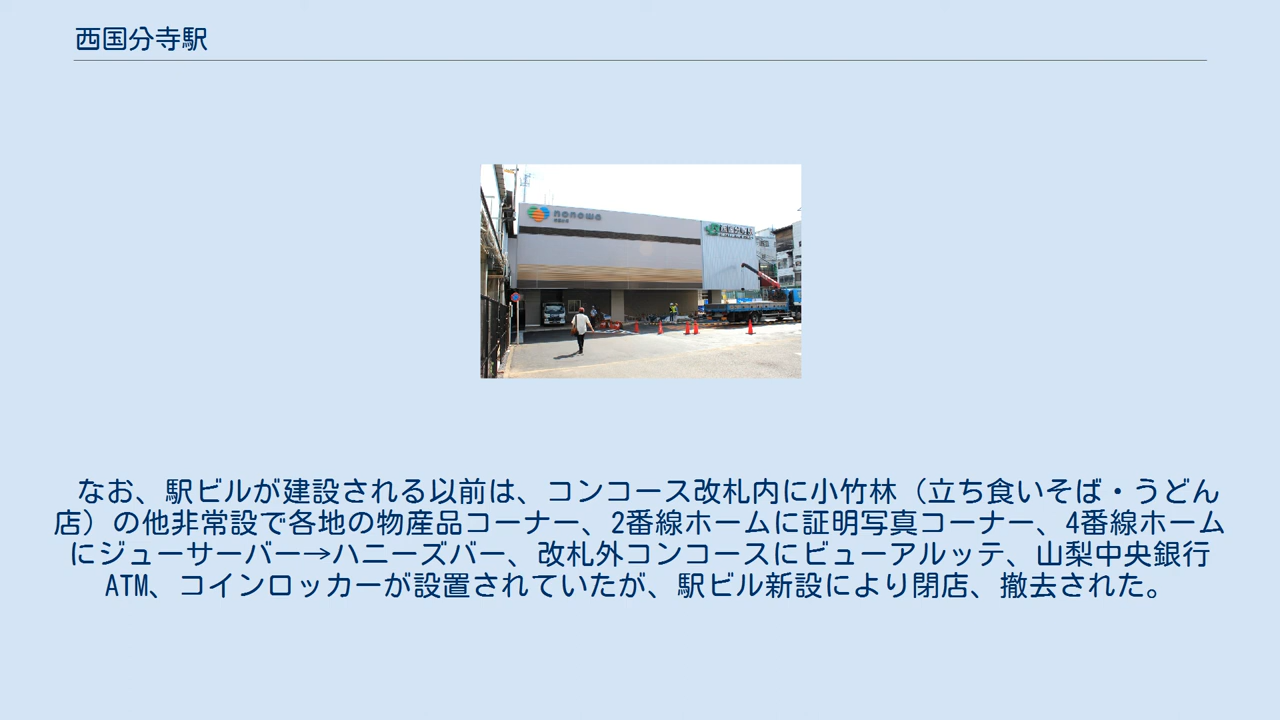 西国分寺駅
nonowa
西国分寺駅
なお、駅ビルが建設される以前は、コンコース改札内に小竹林（立ち食いそば・うどん
店）の他非常設で各地の物産品コーナー、2番線ホームに証明写真コーナー、4番線ホーム
にジューサーバー→ハニーズバー、改札外コンコースにビューアルッテ、山梨中央銀行
ATM、コインロッカーが設置されていたが、駅ビル新設により閉店、撤去された。